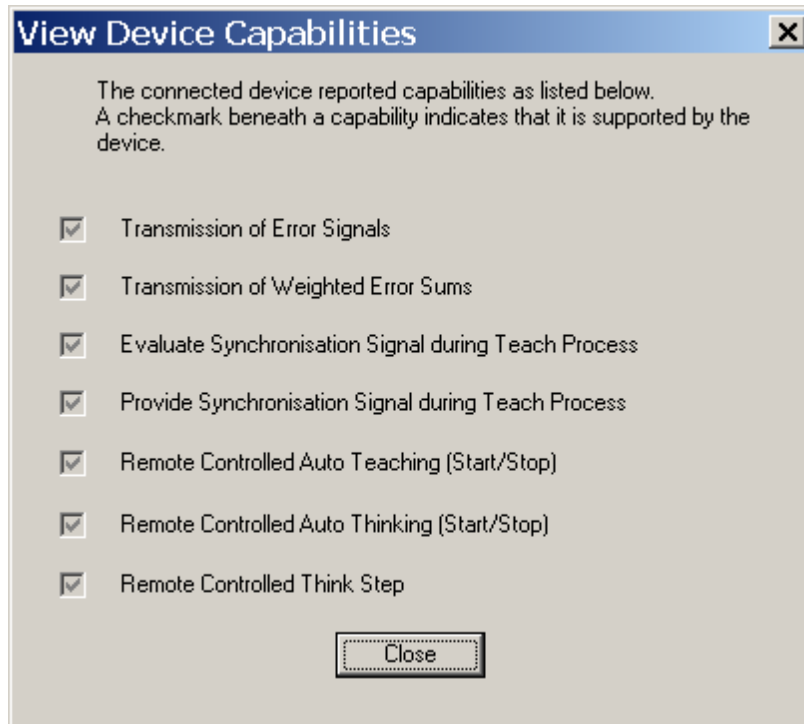 View Device Capabilities
The connected device reported capabilities as listed below.
A checkmark beneath a capability indicates that it is supported by the
device.
Transmission of Error Signals
Transmission of Weighted Error Sums
Evaluate Synchronisation Signal during Teach Process
Provide Synchronisation Signal during Teach Process
Remote Controlled Auto Teaching (Start/Stop)
Remote Controlled Auto Thinking (Start/Stop)
Remote Controlled Think Step
Close